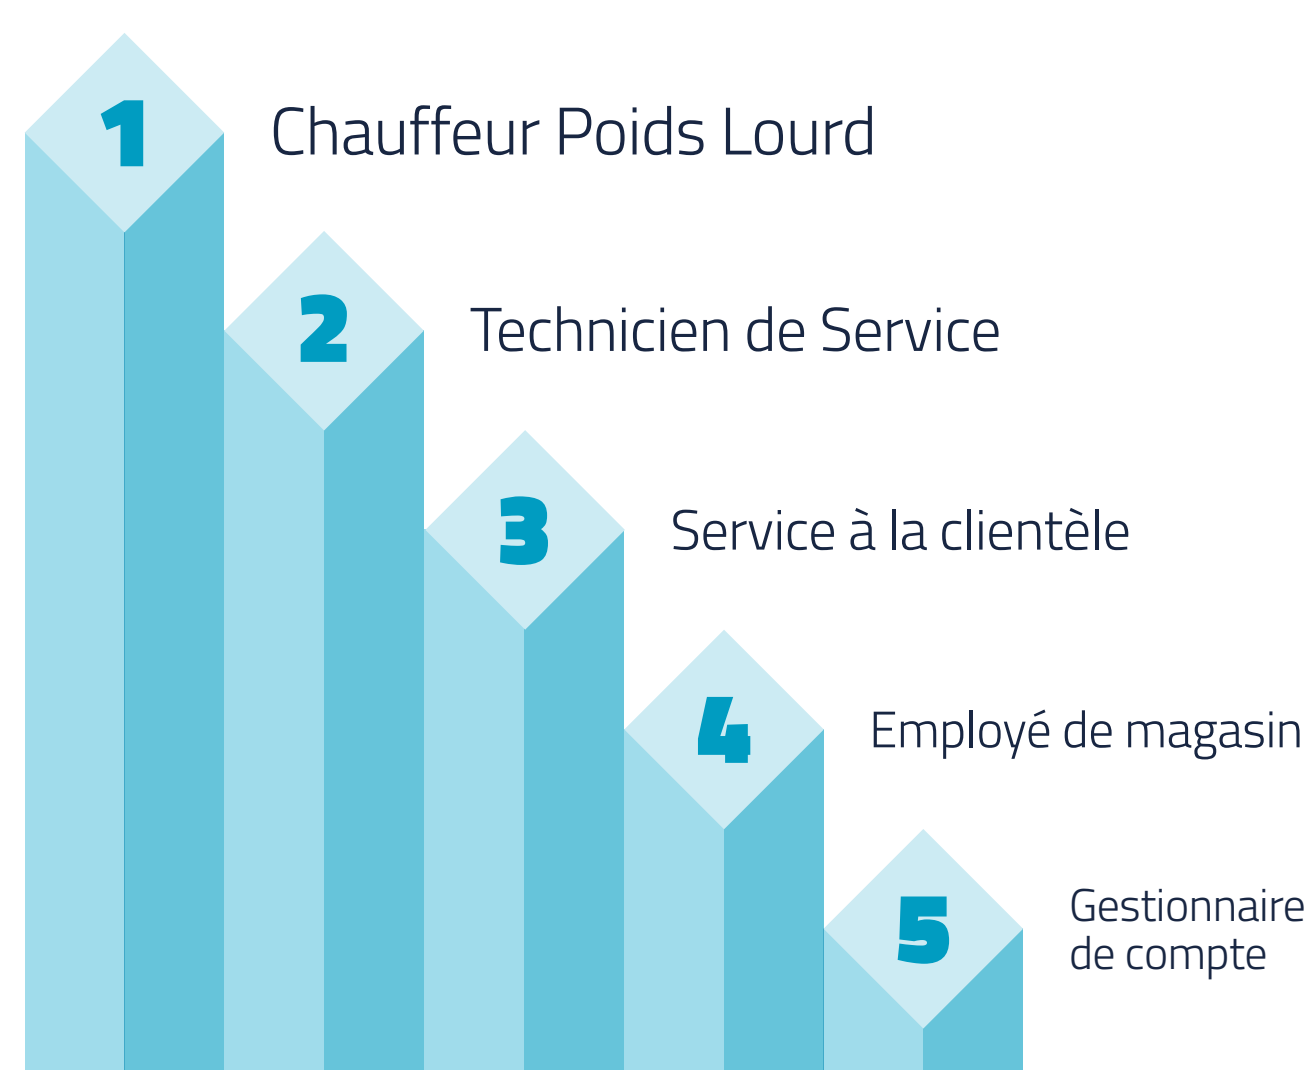 1
Chauffeur Poids Lourd
2
Technicien de Service
3
Service à la clientèle
4
Employé de magasin
5
Gestionnaire
de compte